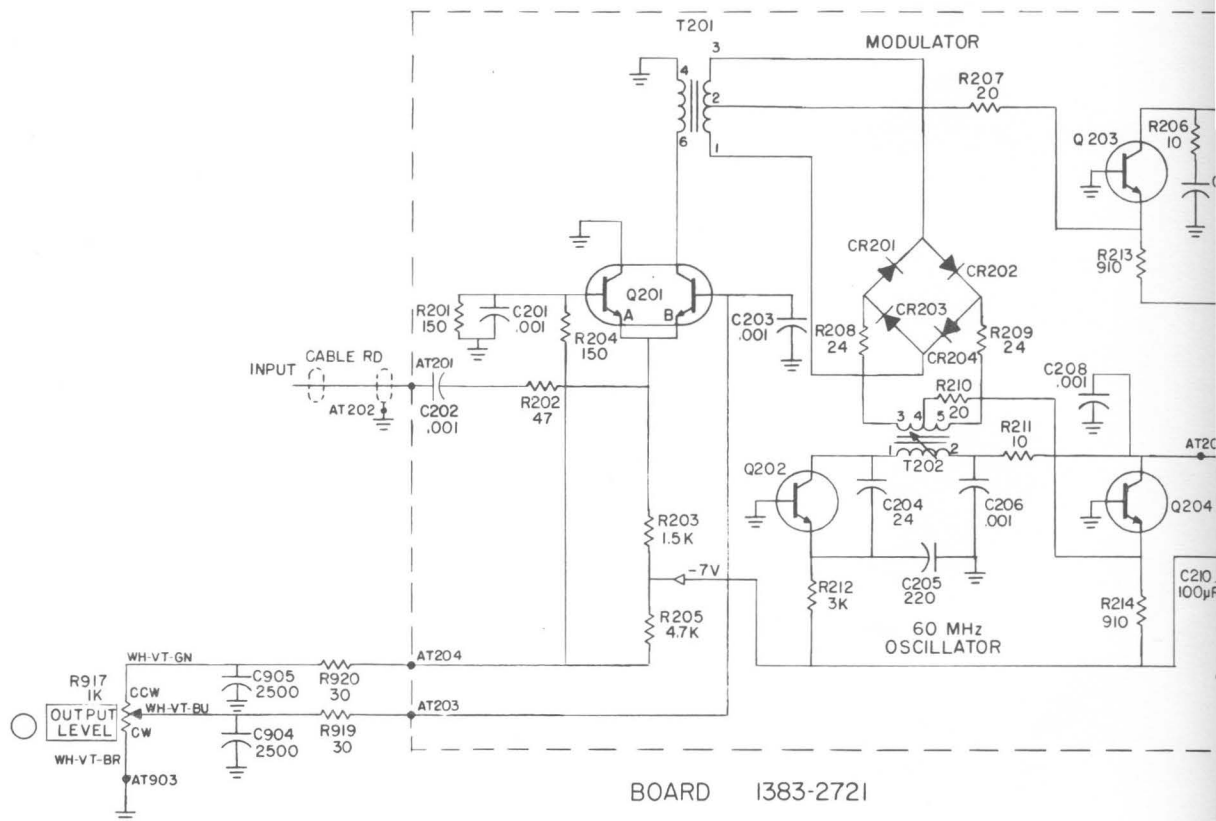 T201
3
MODULATOR
4
2
R207
20
6
1
Q203
R206
10
C
R213
910
CR201
CR202
CR203
CR204
Q201
A
B
R201
150
C201
.001
R204
150
C203
.001
R208
24
R209
24
INPUT
CABLE RD
AT201
AT202
C202
.001
R202
47
R210
20
C208
.001
3 4 5
1
2
T202
R211
10
AT20
Q202
C204
24
C206
.001
Q204
R203
1.5K
-7V
R212
3K
C205
220
C210
100µF
R214
910
R205
4.7K
60 MHz
OSCILLATOR
WH-VT-GN
AT204
R917
1K
CCW
C905
2500
R920
30
OUTPUT
LEVEL
WH-VT-BU
AT203
CW
C904
2500
R919
30
WH-VT-BR
AT903
BOARD 1383-2721